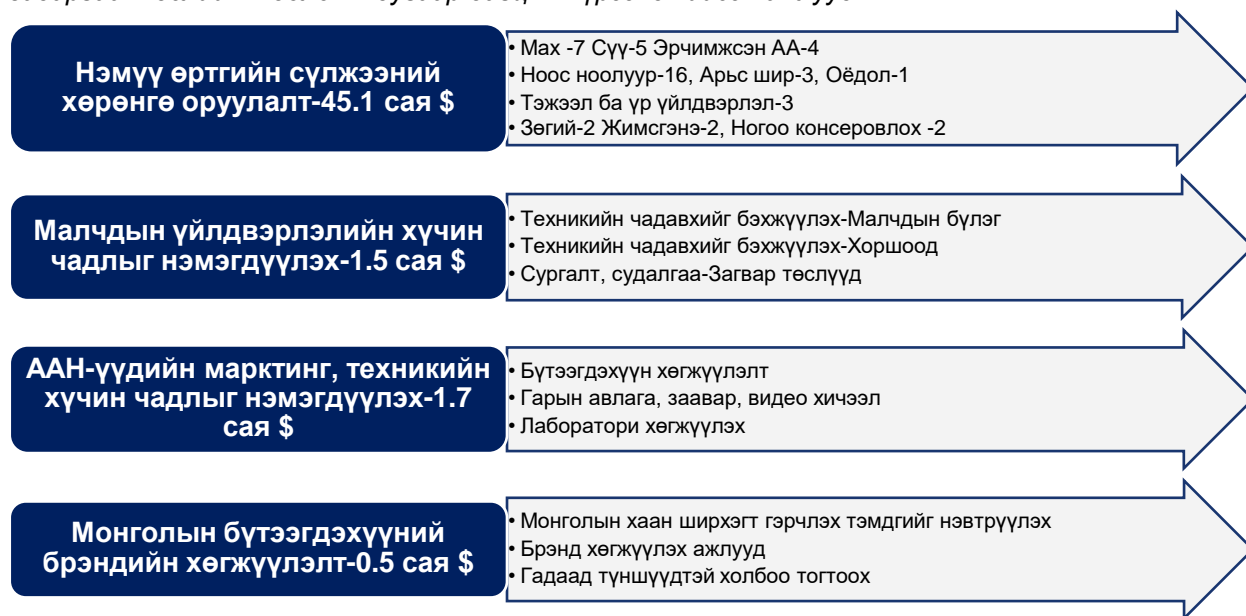 Нэмүү өртгийн сүлжээний
хөрөнгө оруулалт-45.1 сая $
• Мах -7 Сүү-5 Эрчимжсэн АА-4
• Ноос ноолуур-16, Арьс шир-3, Оёдол-1
• Тэжээл ба үр үйлдвэрлэл-3
• Зөгий-2 Жимсгэнэ-2, Ногоо консеровлох -2
Малчдын үйлдвэрлэлийн хүчин
чадлыг нэмэгдүүлэх-1.5 сая $
• Техникийн чадавхийг бэхжүүлэх-Малчдын бүлэг
• Техникийн чадавхийг бэхжүүлэх-Хоршоод
• Сургалт, судалгаа-Загвар төслүүд
ААН-үүдийн марктинг, техникийн
хүчин чадлыг нэмэгдүүлэх-1.7
сая $
• Бүтээгдэхүүн хөгжүүлэлт
• Гарын авлага, заавар, видео хичээл
• Лаборатори хөгжүүлэх
Монголын бүтээгдэхүүний
брэндийн хөгжүүлэлт-0.5 сая $
• Монголын хаан ширхэгт гэрчлэх тэмдгийг нэвтрүүлэх
• Брэнд хөгжүүлэх ажлууд
• Гадаад түншүүдтэй холбоо тогтоох